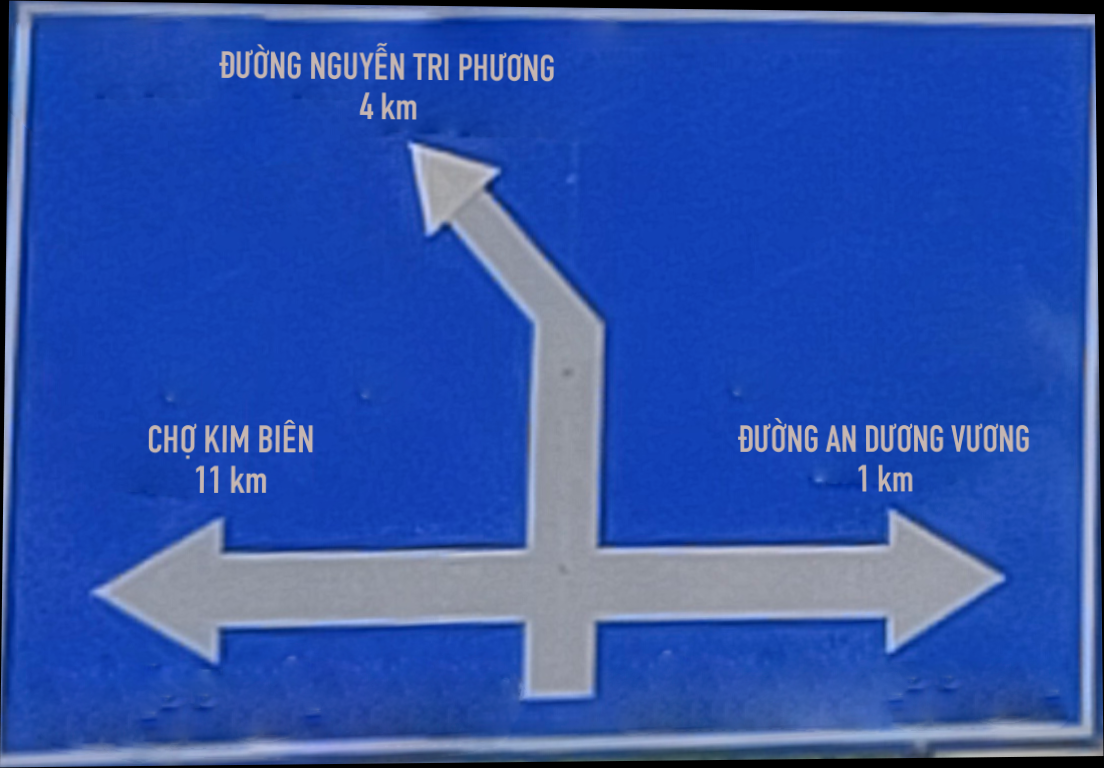 ĐƯỜNG NGUYỄN TRI PHƯƠNG
4 km
CHỢ KIM BIÊN
11 km
ĐƯỜNG AN DƯƠNG VƯƠNG
1 km